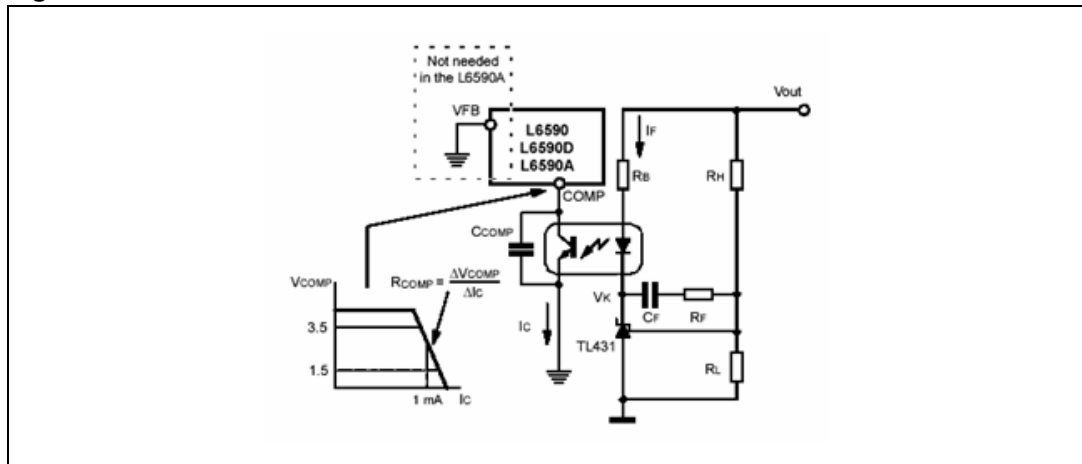 Not needed
in the L6590A
VFB
L6590
L6590D
L6590A
COMP
Vout
IF
RB
RH
CCOMP
VCOMP
RCOMP = ΔVCOMP
ΔIC
3.5
1.5
1 mA
IC
IC
VK
CF
RF
TL431
RL